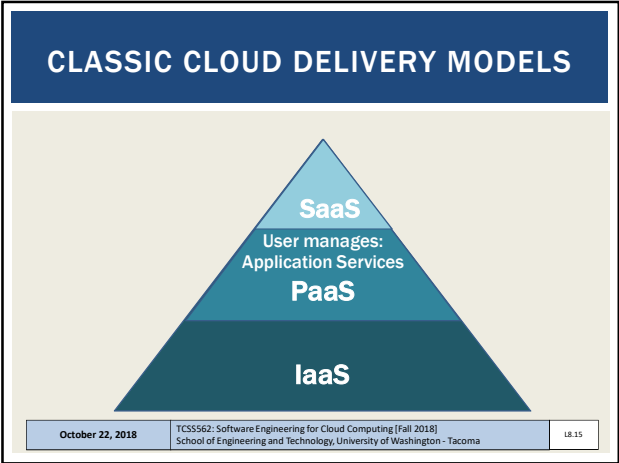 CLASSIC CLOUD DELIVERY MODELS
SaaS
User manages:
Application Services
PaaS
IaaS
October 22, 2018
TCSS562: Software Engineering for Cloud Computing [Fall 2018]
School of Engineering and Technology, University of Washington - Tacoma
L8.15